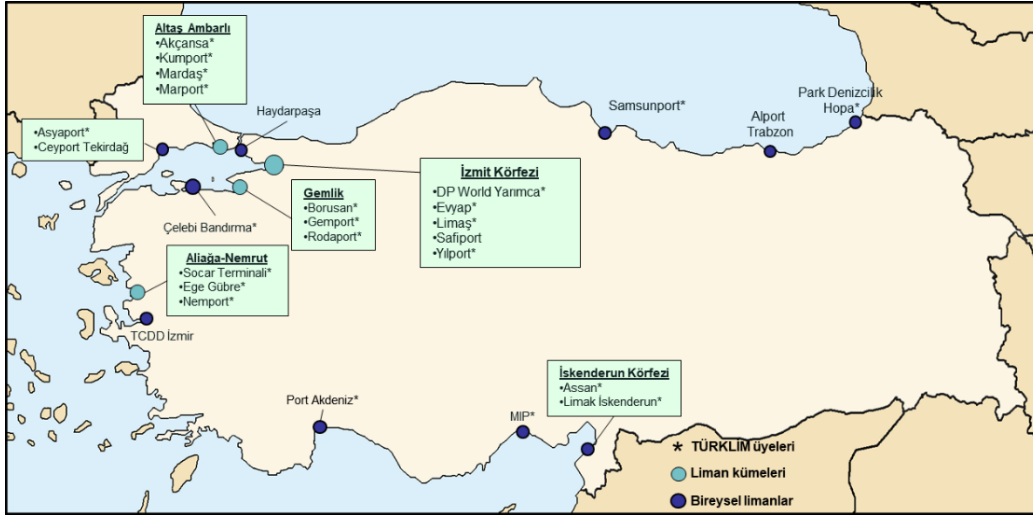 Altaş Ambarlı
•Akçansa*
•Kumport*
•Mardaş*
•Marport*
Haydarpaşa
•Asyaport*
•Ceyport Tekirdağ
Samsunport*
Alport
Trabzon
Park Denizcilik
Hopa*
İzmit Körfezi
•DP World Yarımca*
•Evyap*
•Limaş*
•Safiport
•Yılport*
Gemlik
•Borusan*
•Gemport*
•Rodaport*
Çelebi Bandırma*
Aliağa-Nemrut
•Socar Terminali*
•Ege Gübre*
•Nemport*
TCDD İzmir
Port Akdeniz*
MIP*
İskenderun Körfezi
•Assan*
•Limak İskenderun*
* TÜRKLİM üyeleri
Liman kümeleri
Bireysel limanlar